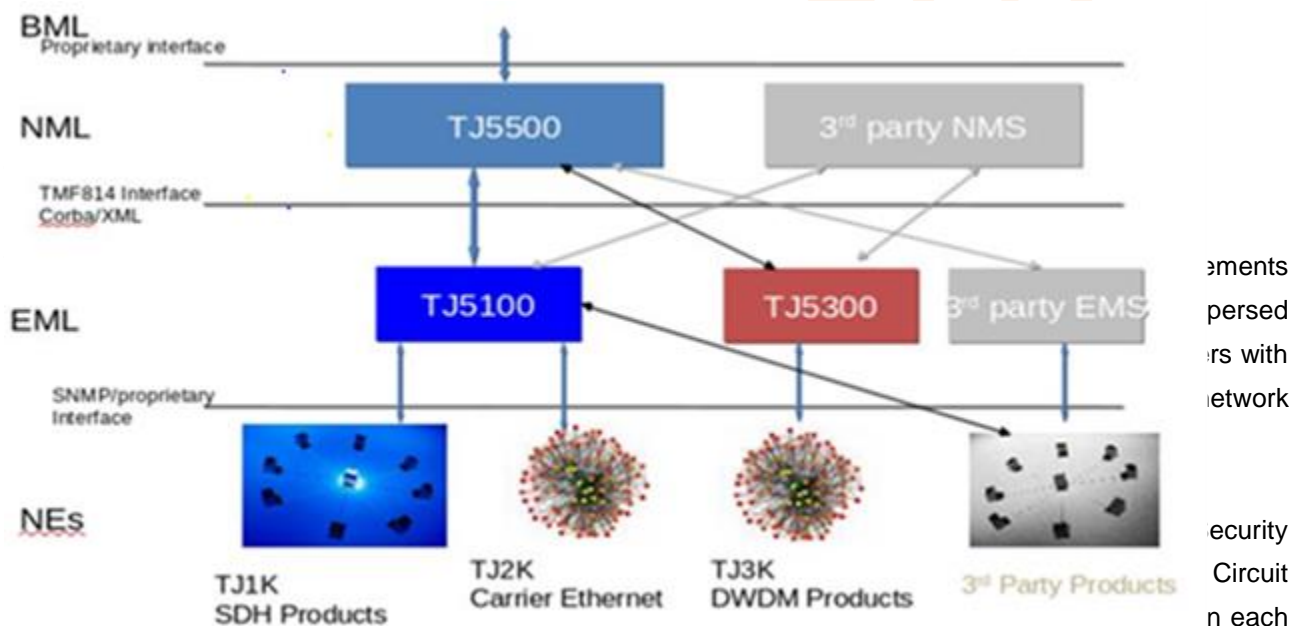 BML
Proprietary interface
NML
TJ5500
3rd party NMS
TMF814 Interface
Corba/XML
EML
TJ5100
TJ5300
3rd party EMS
SNMP/proprietary
Interface
NEs
TJ1K
SDH Products
TJ2K
Carrier Ethernet
TJ3K
DWDM Products
3rd Party Products
ements
persed
rs with
etwork
ecurity
Circuit
n each